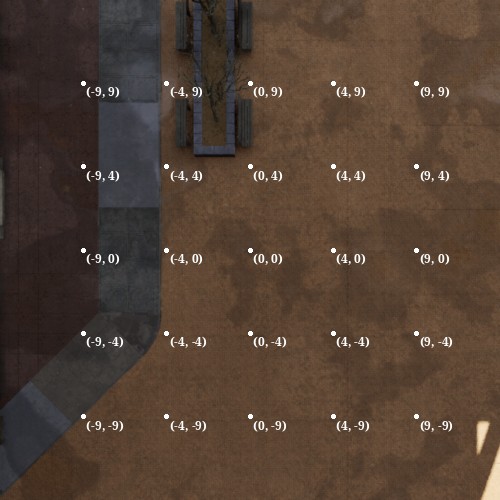 (-9, 9) (-4, 9) (0, 9) (4, 9) (9, 9)
(-9, 4) (-4, 4) (0, 4) (4, 4) (9, 4)
(-9, 0) (-4, 0) (0, 0) (4, 0) (9, 0)
(-9, -4) (-4, -4) (0, -4) (4, -4) (9, -4)
(-9, -9) (-4, -9) (0, -9) (4, -9) (9, -9)